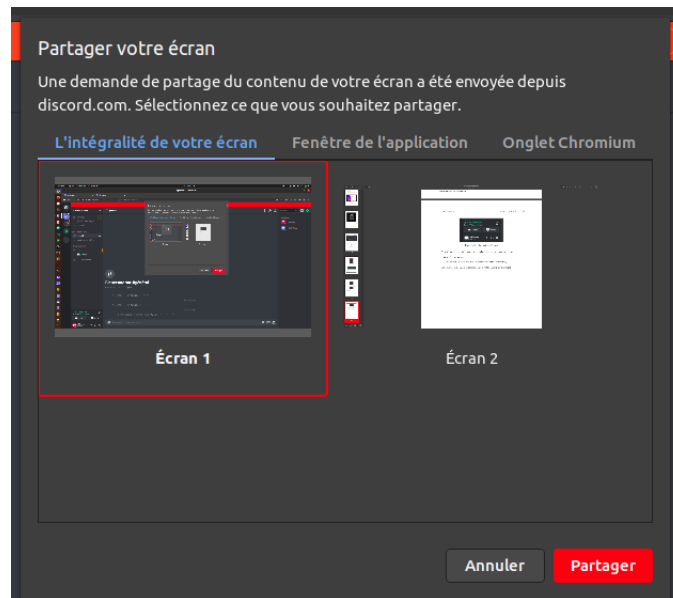 Partager votre écran
Une demande de partage du contenu de votre écran a été envoyée depuis
discord.com. Sélectionnez ce que vous souhaitez partager.
L'intégralité de votre écran Fenêtre de l'application Onglet Chromium
Écran 1 Écran 2
Annuler Partager